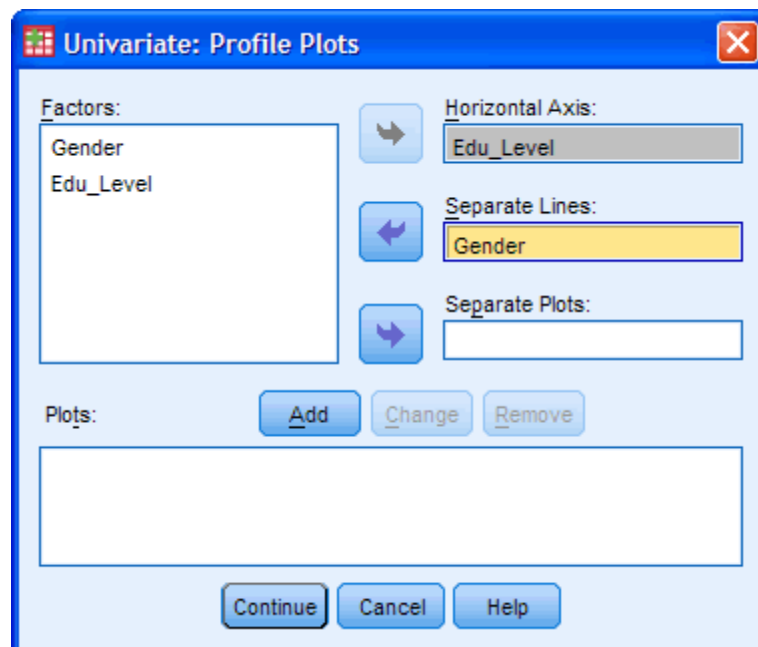 Univariate: Profile Plots
Factors:
Gender
Edu_Level
Horizontal Axis:
Edu_Level
Separate Lines:
Gender
Separate Plots:
Plots:
Add Change Remove
Continue Cancel Help